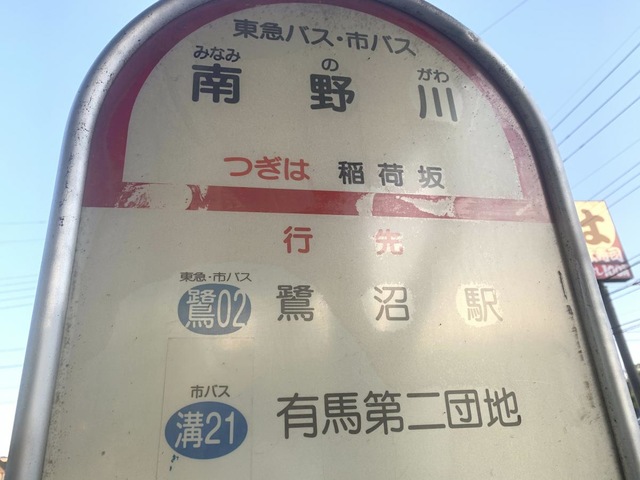 東急バス・市バス
みなみ の がわ
南野川
つぎは 稲荷坂
行先
東急・市バス
鷺02 鷺沼駅
市バス
溝21 有馬第二団地